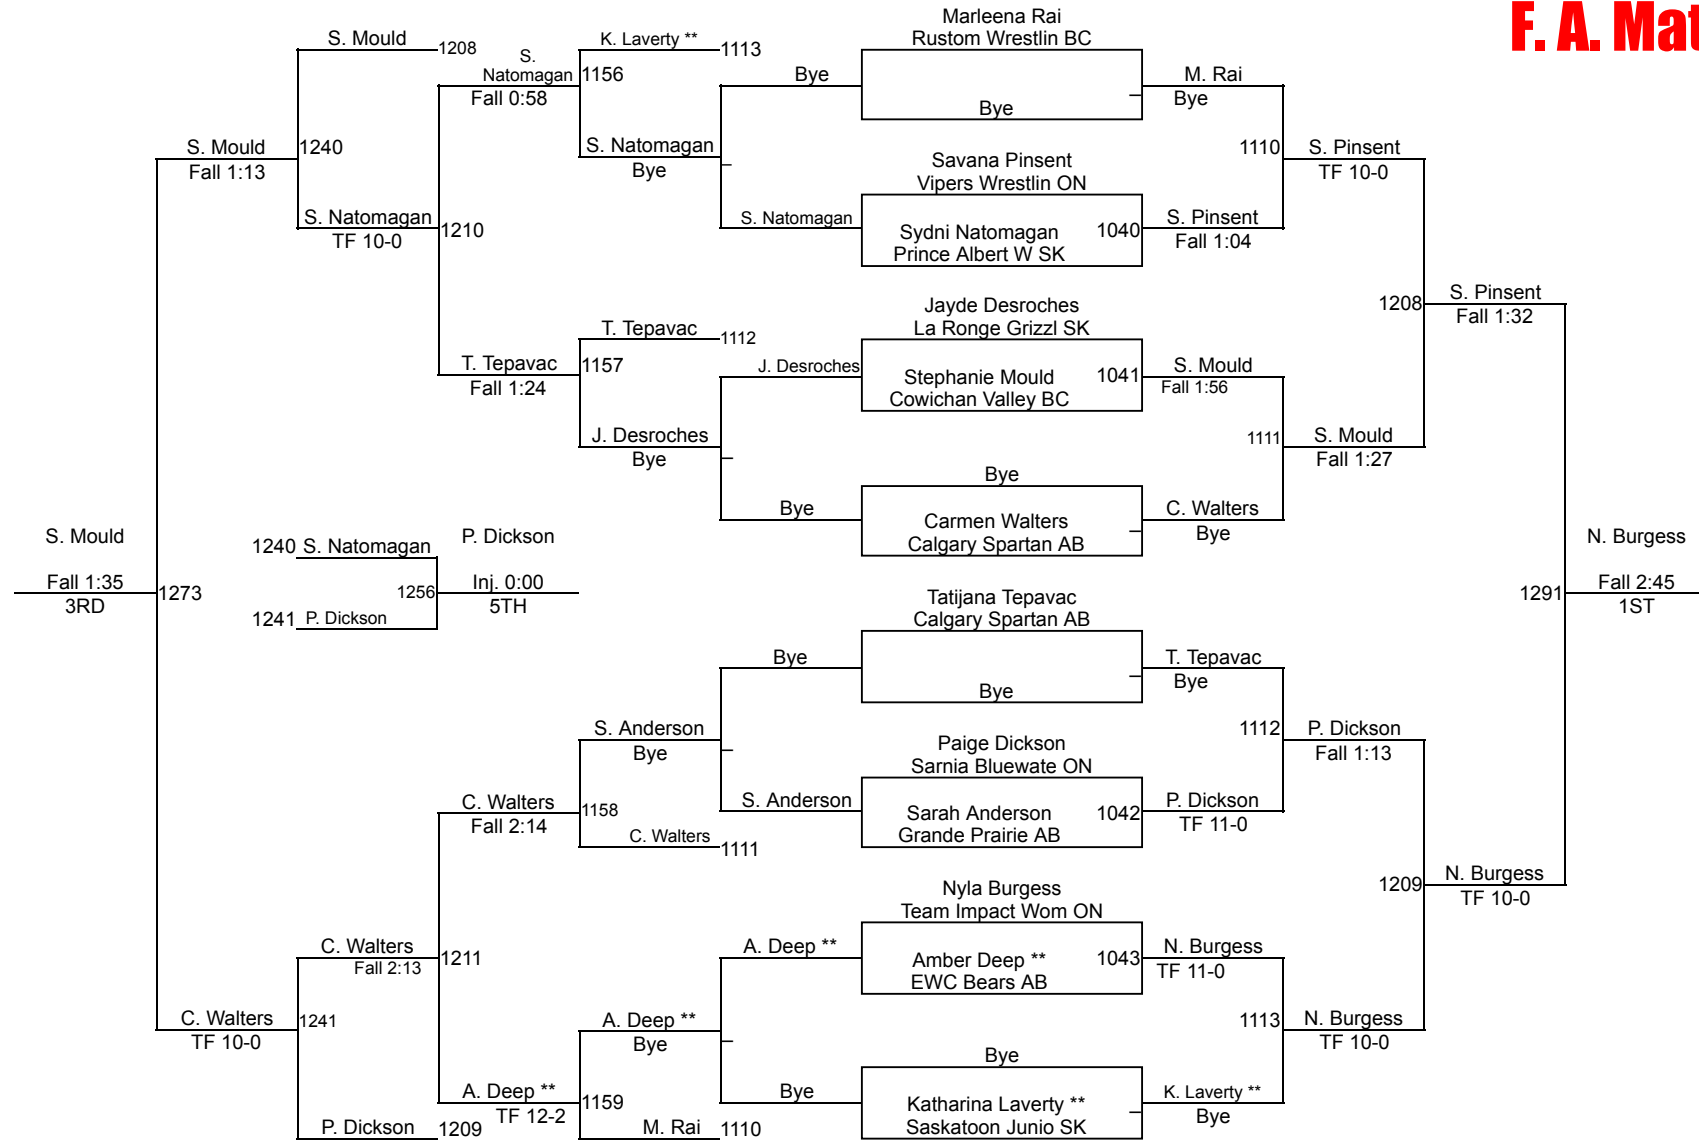 F. A. Mat
Marleena Rai
Rustom Wrestlin BC
S. Mould
1208
K. Laverty **
1113
S.
Natomagan
1156
Fall 0:58
Bye
Bye
M. Rai
Bye
S. Mould
1240
Fall 1:13
S. Natomagan
Bye
Savana Pinsent
Vipers Wrestlin ON
1110
S. Pinsent
TF 10-0
S. Natomagan
1210
TF 10-0
S. Natomagan
Sydni Natomagan
Prince Albert W SK
1040
S. Pinsent
Fall 1:04
Jayde Desroches
La Ronge Grizzl SK
1208
S. Pinsent
Fall 1:32
T. Tepavac
1112
T. Tepavac
1157
Fall 1:24
J. Desroches
Stephanie Mould
Cowichan Valley BC
1041
S. Mould
Fall 1:56
J. Desroches
Bye
1111
S. Mould
Fall 1:27
Bye
Bye
Carmen Walters
Calgary Spartan AB
C. Walters
Bye
S. Mould
Fall 1:35
3RD
1273
1240 S. Natomagan
1256
1241 P. Dickson
P. Dickson
Inj. 0:00
5TH
N. Burgess
1291
Fall 2:45
1ST
Tatijana Tepavac
Calgary Spartan AB
Bye
Bye
T. Tepavac
Bye
S. Anderson
Bye
Paige Dickson
Sarnia Bluewate ON
1112
P. Dickson
Fall 1:13
C. Walters
1158
Fall 2:14
S. Anderson
Sarah Anderson
Grande Prairie AB
1042
P. Dickson
TF 11-0
C. Walters
1111
Nyla Burgess
Team Impact Wom ON
1209
N. Burgess
TF 10-0
C. Walters
1211
Fall 2:13
A. Deep **
Amber Deep **
EWC Bears AB
1043
N. Burgess
TF 11-0
C. Walters
1241
TF 10-0
A. Deep **
Bye
1113
N. Burgess
TF 10-0
Bye
A. Deep **
1159
TF 12-2
Bye
Katharina Laverty **
Saskatoon Junio SK
K. Laverty **
Bye
P. Dickson
1209
M. Rai
1110